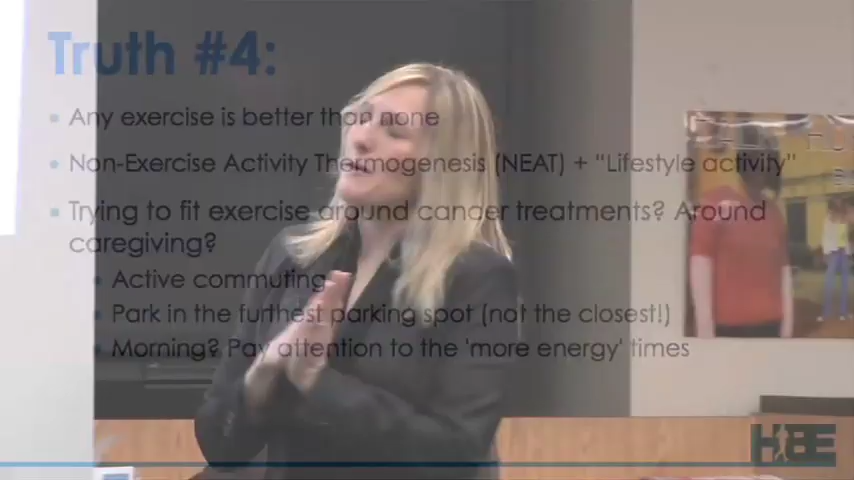 Truth #4:
Any exercise is better than none
Non-Exercise Activity Thermogenesis (NEAT) + "Lifestyle activity"
Trying to fit exercise around cancer treatments? Around
caregiving?
Active commuting
Park in the furthest parking spot (not the closest!)
Morning? Pay attention to the 'more energy' times